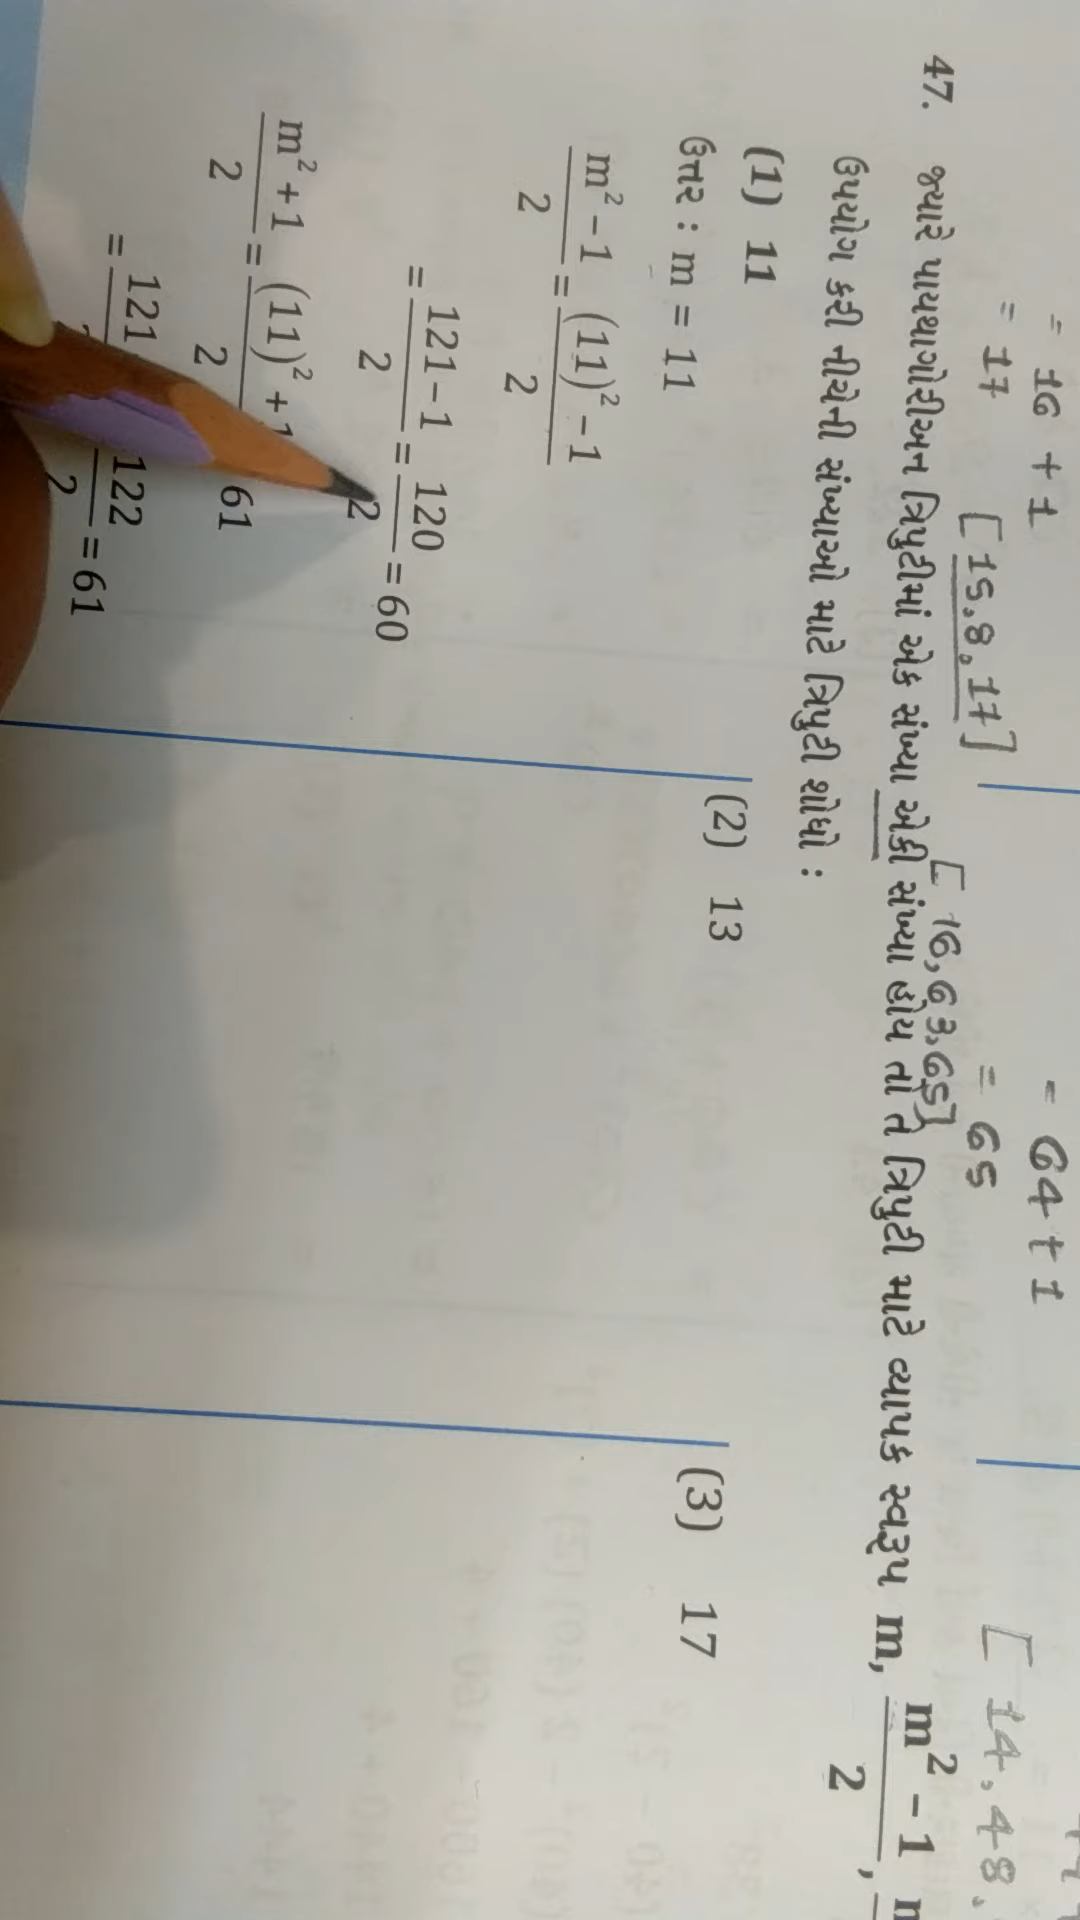 = 16 + 1
= 17
[15,8,17]
- 64 + 1
= 65
[16,63,65]
[14,48,
47. જ્યારે પાયથાગોરીઅન ત્રિપુટીમાં એક સંખ્યા એકી સંખ્યા હોય તો તે ત્રિપુટી માટે વ્યાપક સ્વરૂપ m, m² - 1 / 2,
ઉપયોગ કરી નીચેની સંખ્યાઓ માટે ત્રિપુટી શોધો :
(1) 11
ઉત્તર : m = 11
m² - 1 / 2 = (11)² - 1 / 2
= 121 - 1 / 2 = 120 / 2 = 60
m² + 1 / 2 = (11)² + 1 / 2
61
= 121
122 / 2 = 61
(2) 13
(3) 17